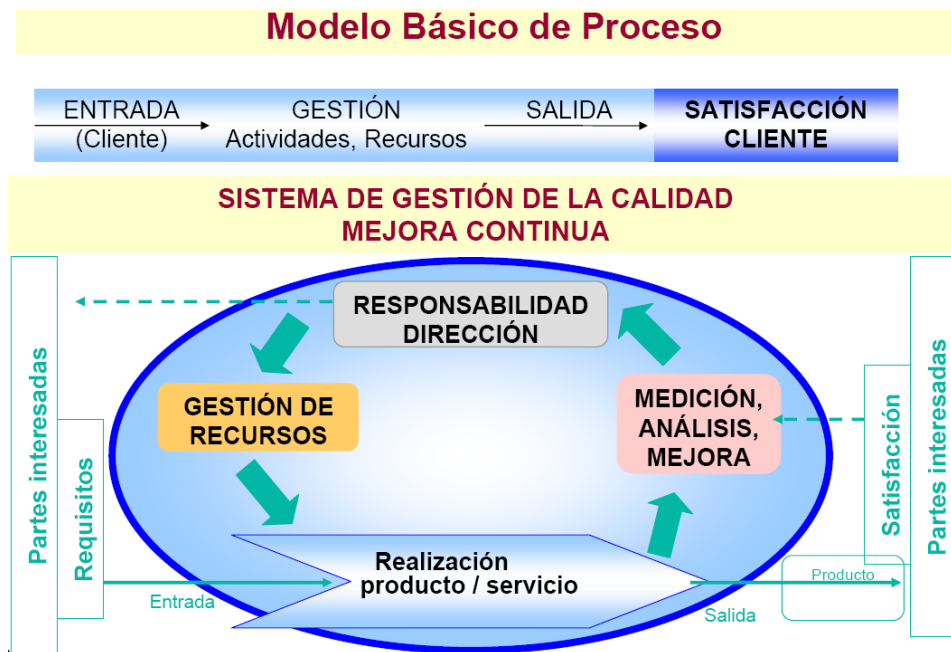 Modelo Básico de Proceso
ENTRADA
(Cliente)
GESTIÓN
Actividades, Recursos
SALIDA
SATISFACCIÓN
CLIENTE
SISTEMA DE GESTIÓN DE LA CALIDAD
MEJORA CONTINUA
Partes interesadas
Requisitos
RESPONSABILIDAD
DIRECCIÓN
GESTIÓN DE
RECURSOS
MEDICIÓN,
ANÁLISIS,
MEJORA
Realización
producto / servicio
Entrada
Salida
Producto
Satisfacción
Partes interesadas